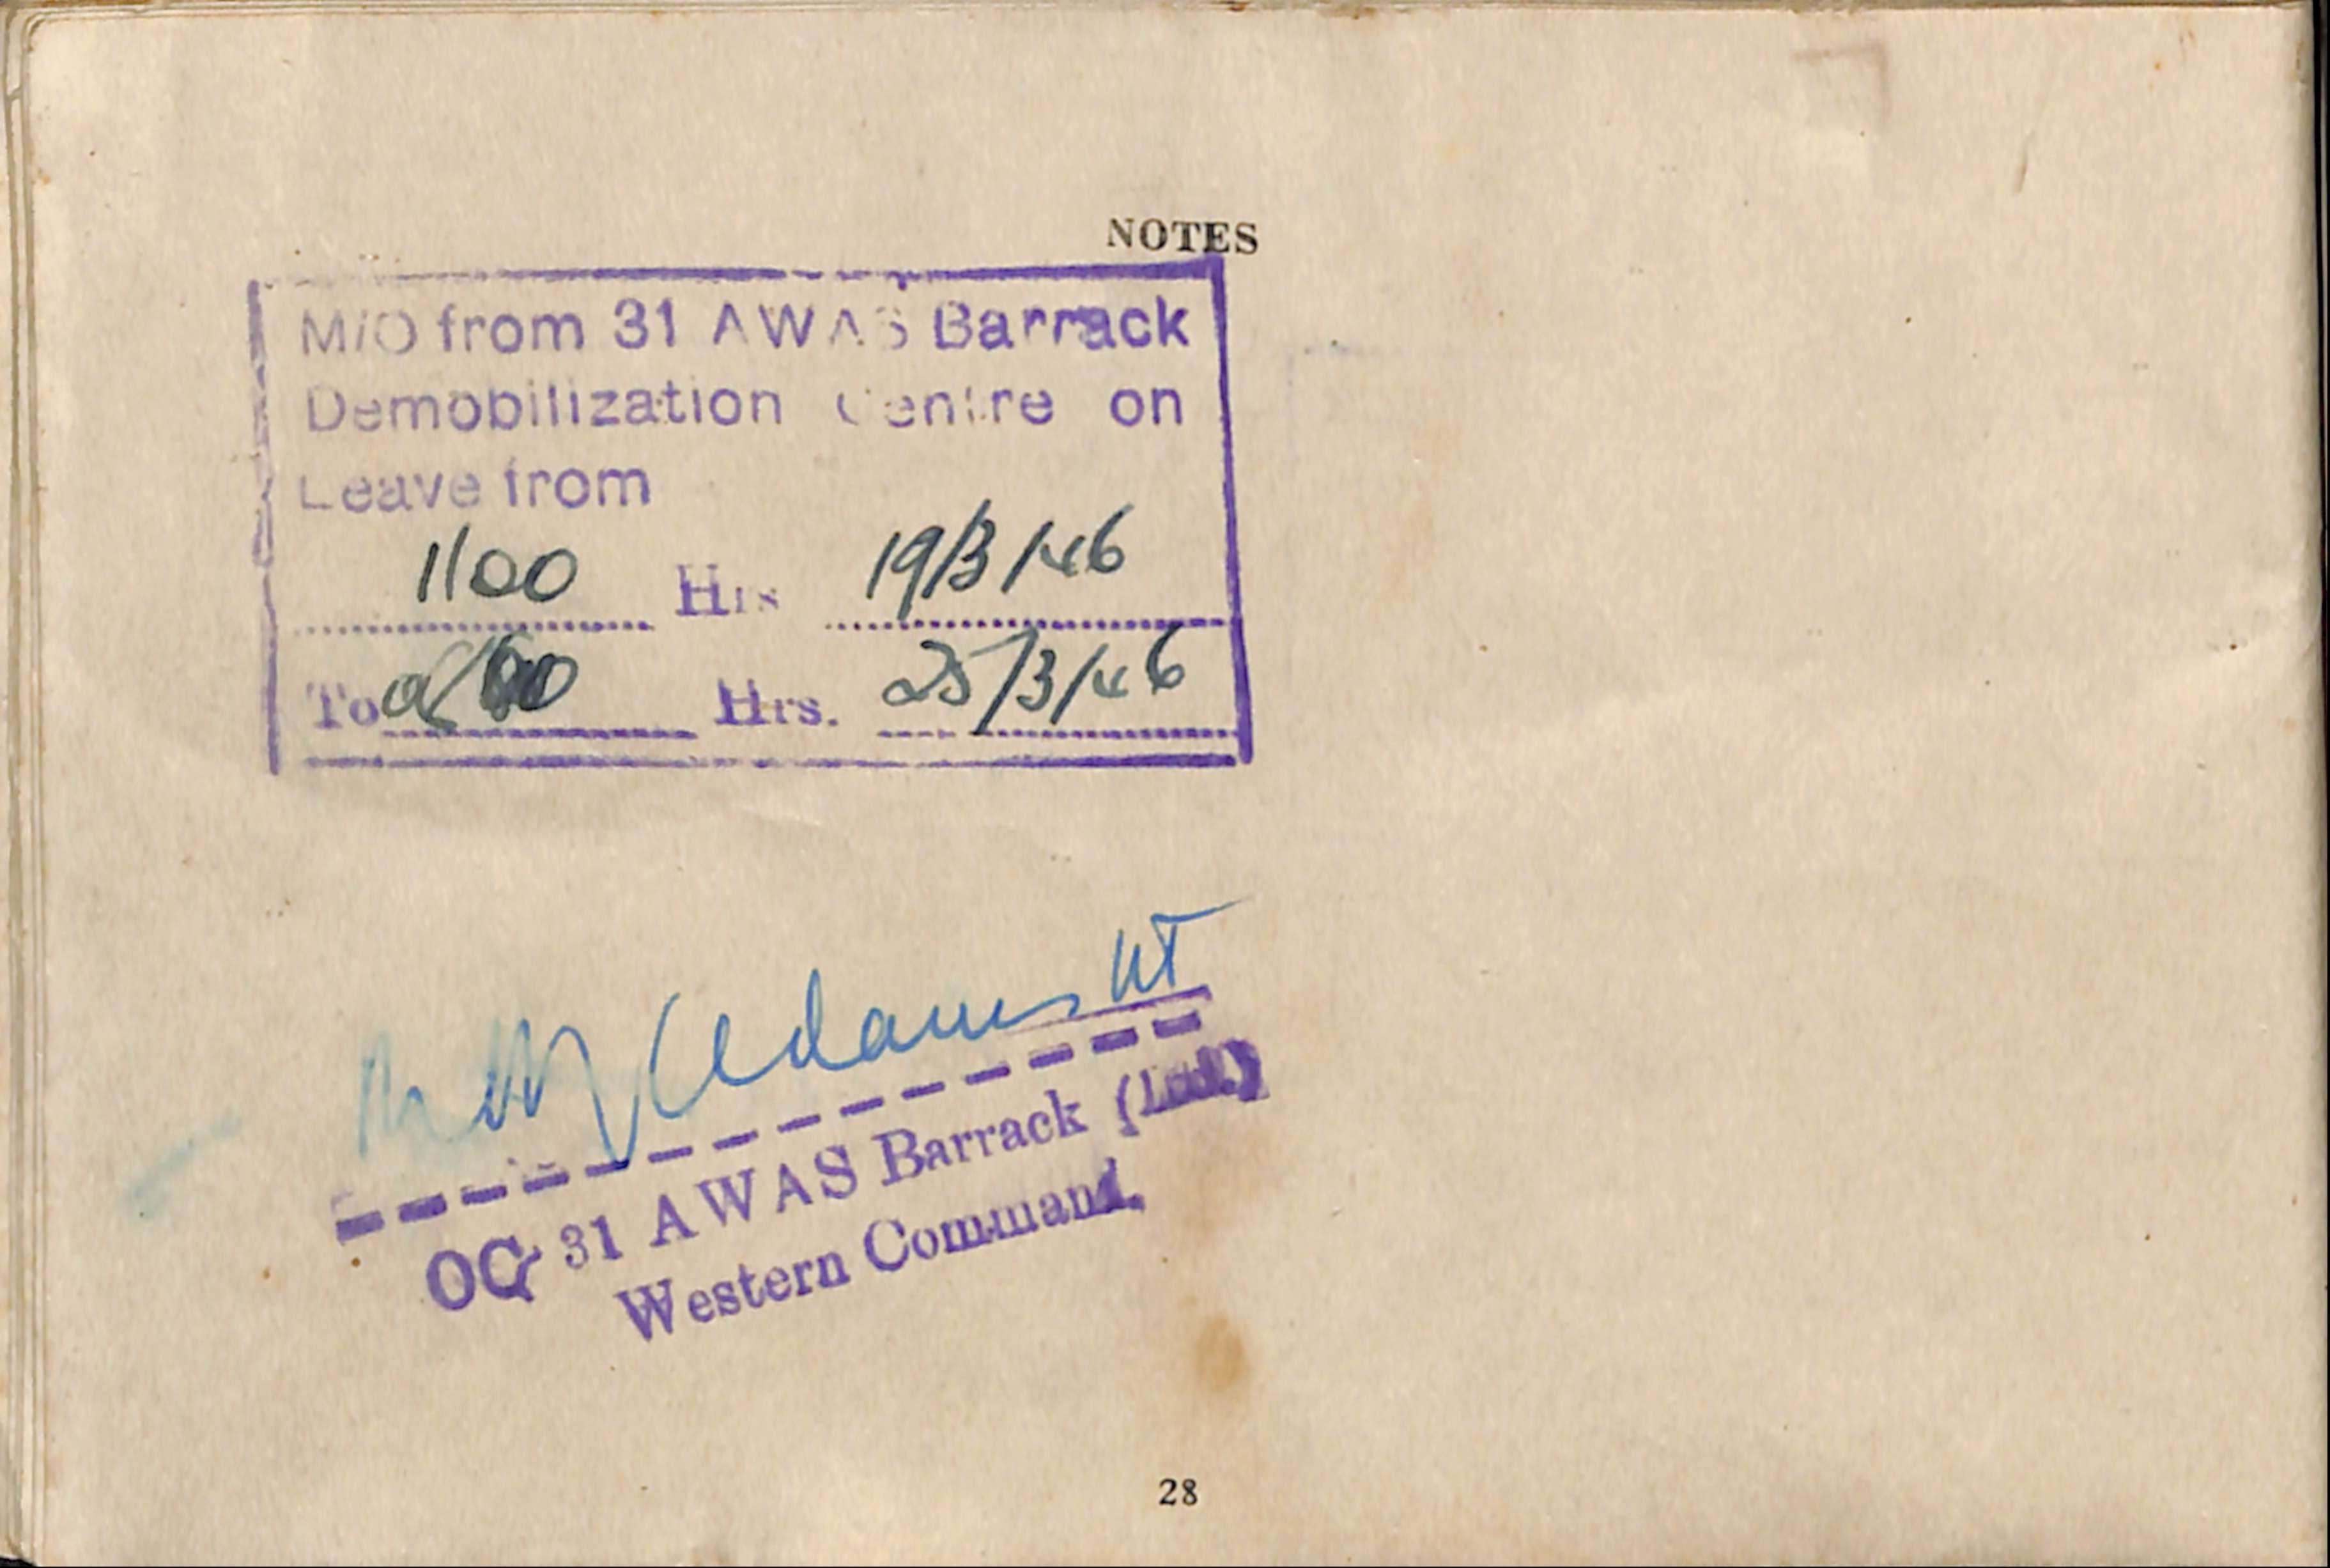 NOTES
M/O from 31 AWAS Barrack
Demobilization Centre on
Leave from
1100 Hrs 19/3/46
To Hrs. 25/3/46
Adams Lt
OC 31 AWAS Barrack
Western Command.
28